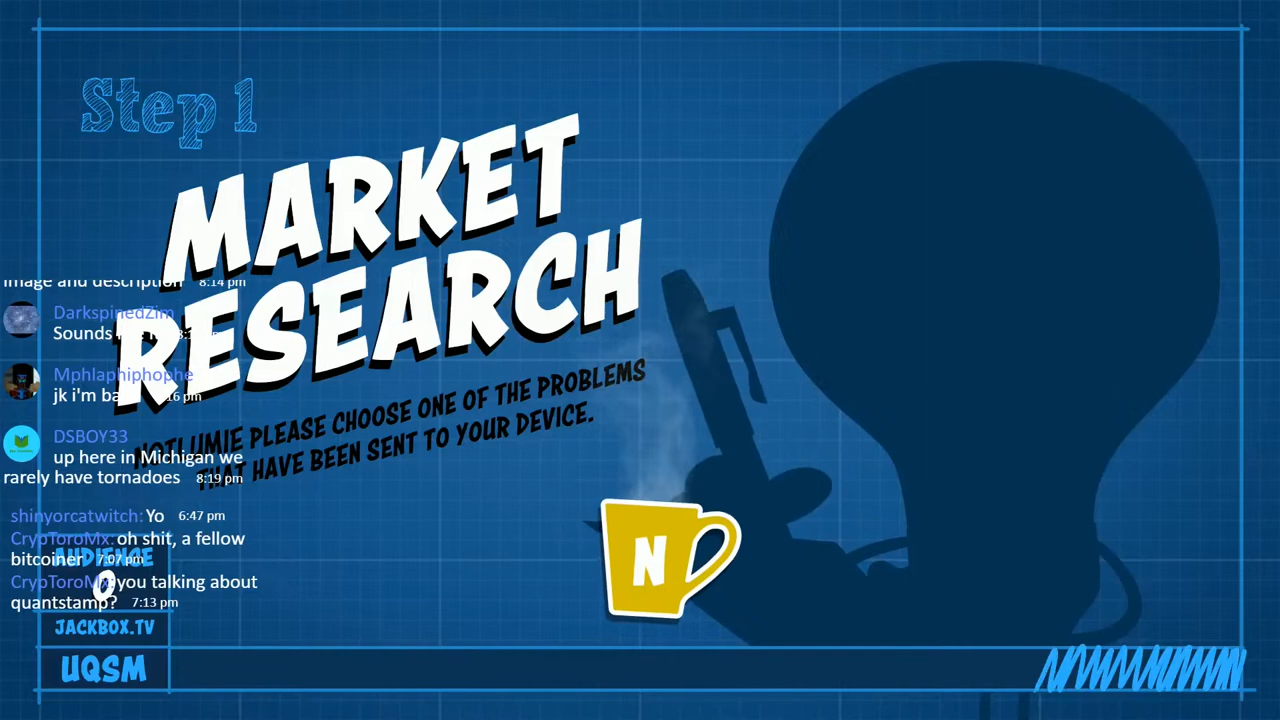 Step 1
MARKET
RESEARCH
NOTLUMIE PLEASE CHOOSE ONE OF THE PROBLEMS
THAT HAVE BEEN SENT TO YOUR DEVICE.
N
image and description 8:14 pm
DarkspinedZim
Sounds
Mphlaphiphophe
jk i'm
DSBOY33
up here in Michigan we
rarely have tornadoes 8:19 pm
shinyorcatwitch: Yo 6:47 pm
CrypToroMx: oh shit, a fellow
bitcoiner 7:07 pm
CrypToroMx: you talking about
quantstamp? 7:13 pm
AUDIENCE
0
JACKBOX.TV
UQSM